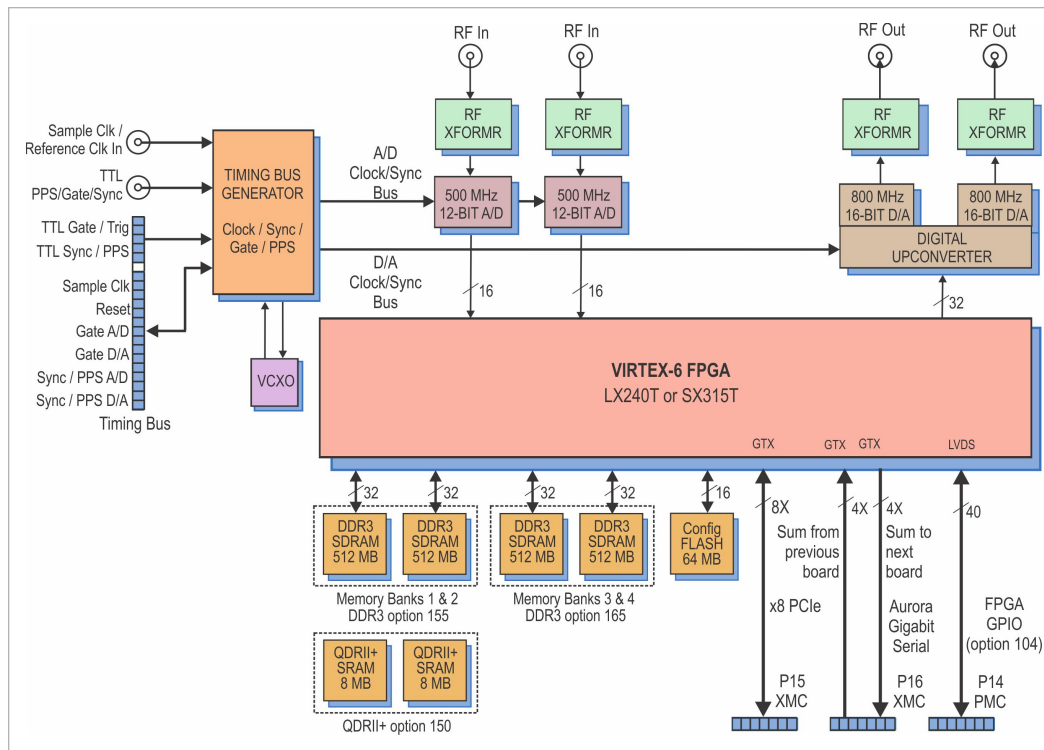 RF In
RF In
RF Out
RF Out
Sample Clk /
Reference Clk In
TTL
PPS/Gate/Sync
TTL Gate / Trig
TTL Sync / PPS
Sample Clk
Reset
Gate A/D
Gate D/A
Sync / PPS A/D
Sync / PPS D/A
Timing Bus
TIMING BUS
GENERATOR
Clock / Sync /
Gate / PPS
VCXO
A/D
Clock/Sync
Bus
D/A
Clock/Sync
Bus
RF
XFORMR
RF
XFORMR
500 MHz
12-BIT A/D
500 MHz
12-BIT A/D
16
16
RF
XFORMR
RF
XFORMR
800 MHz
16-BIT D/A
800 MHz
16-BIT D/A
DIGITAL
UPCONVERTER
32
VIRTEX-6 FPGA
LX240T or SX315T
GTX
GTX
GTX
LVDS
32
32
32
32
16
8X
4X
4X
40
DDR3
SDRAM
512 MB
DDR3
SDRAM
512 MB
Memory Banks 1 & 2
DDR3 option 155
DDR3
SDRAM
512 MB
DDR3
SDRAM
512 MB
Memory Banks 3 & 4
DDR3 option 165
Config
FLASH
64 MB
QDRII+
SRAM
8 MB
QDRII+
SRAM
8 MB
QDRII+ option 150
x8 PCIe
Sum from
previous
board
Sum to
next
board
Aurora
Gigabit
Serial
FPGA
GPIO
(option 104)
P15
XMC
P16
XMC
P14
PMC